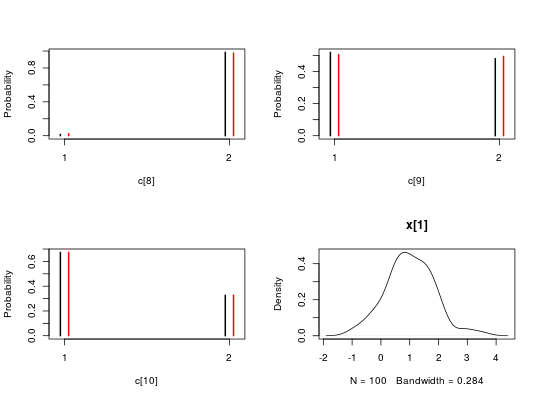 Probability
0.0 0.4 0.8
1 2
c[8]
Probability
0.0 0.2 0.4
1 2
c[9]
Probability
0.0 0.2 0.4 0.6
1 2
c[10]
x[1]
Density
0.0 0.2 0.4
-2 -1 0 1 2 3 4
N = 100 Bandwidth = 0.284